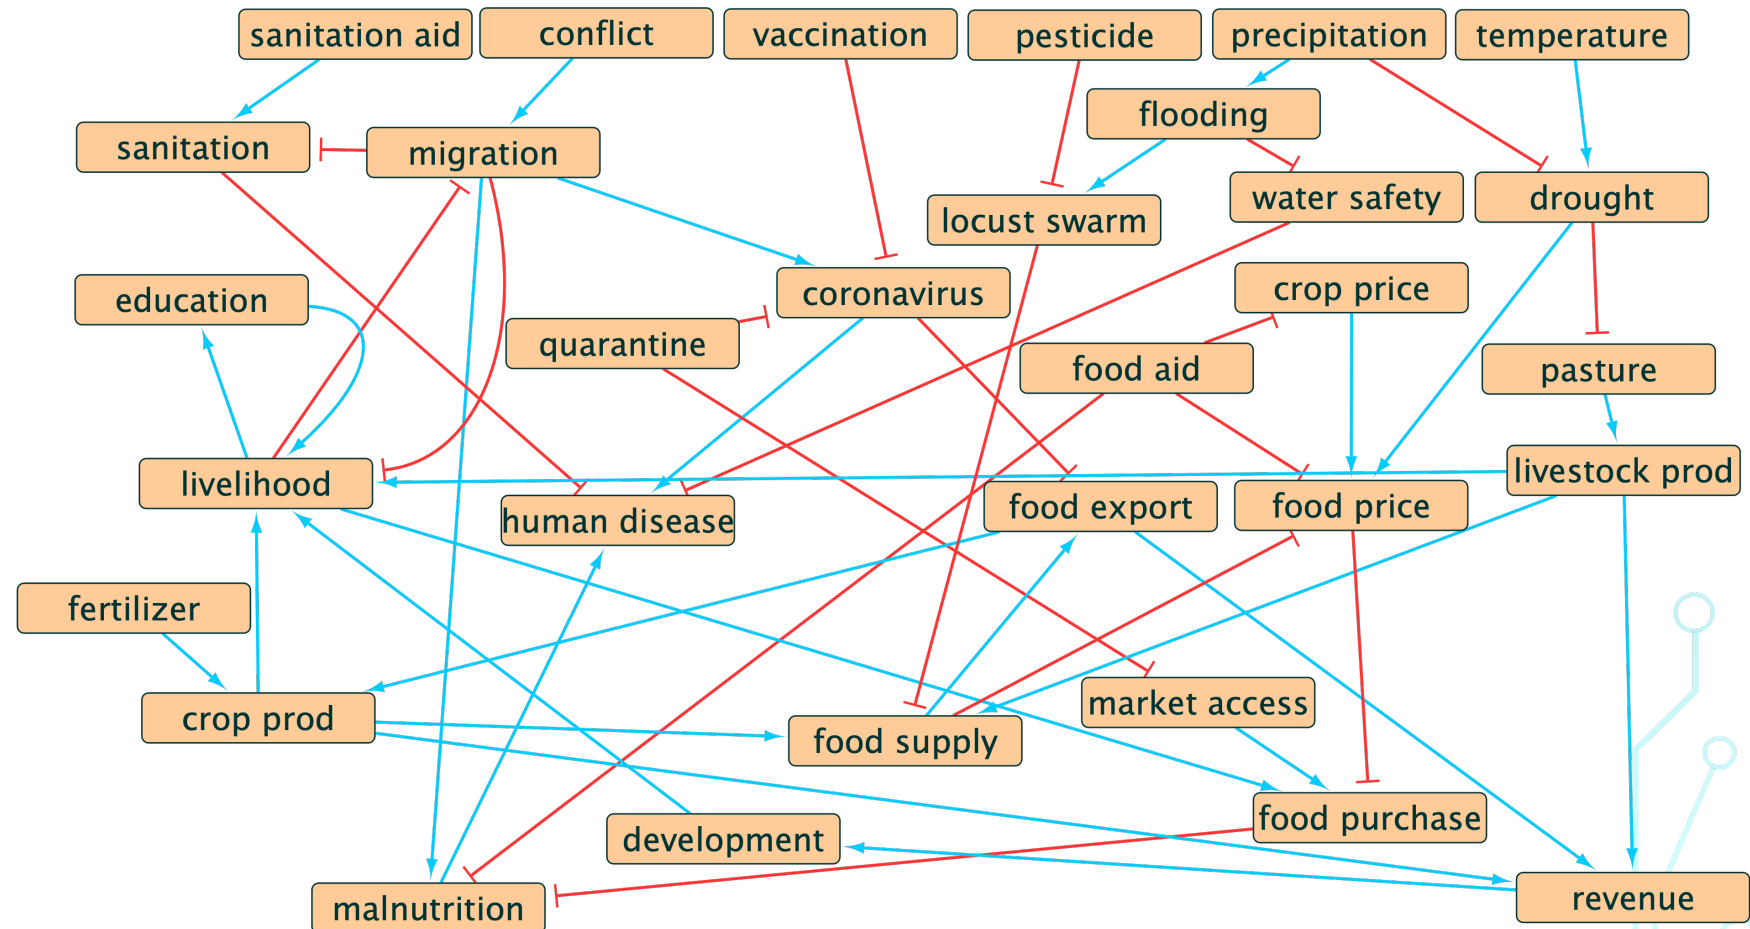 sanitation aid
conflict
vaccination
pesticide
precipitation
temperature
flooding
sanitation
migration
water safety
drought
locust swarm
education
coronavirus
crop price
quarantine
food aid
pasture
livelihood
livestock prod
human disease
food export
food price
fertilizer
crop prod
market access
food supply
food purchase
development
malnutrition
revenue